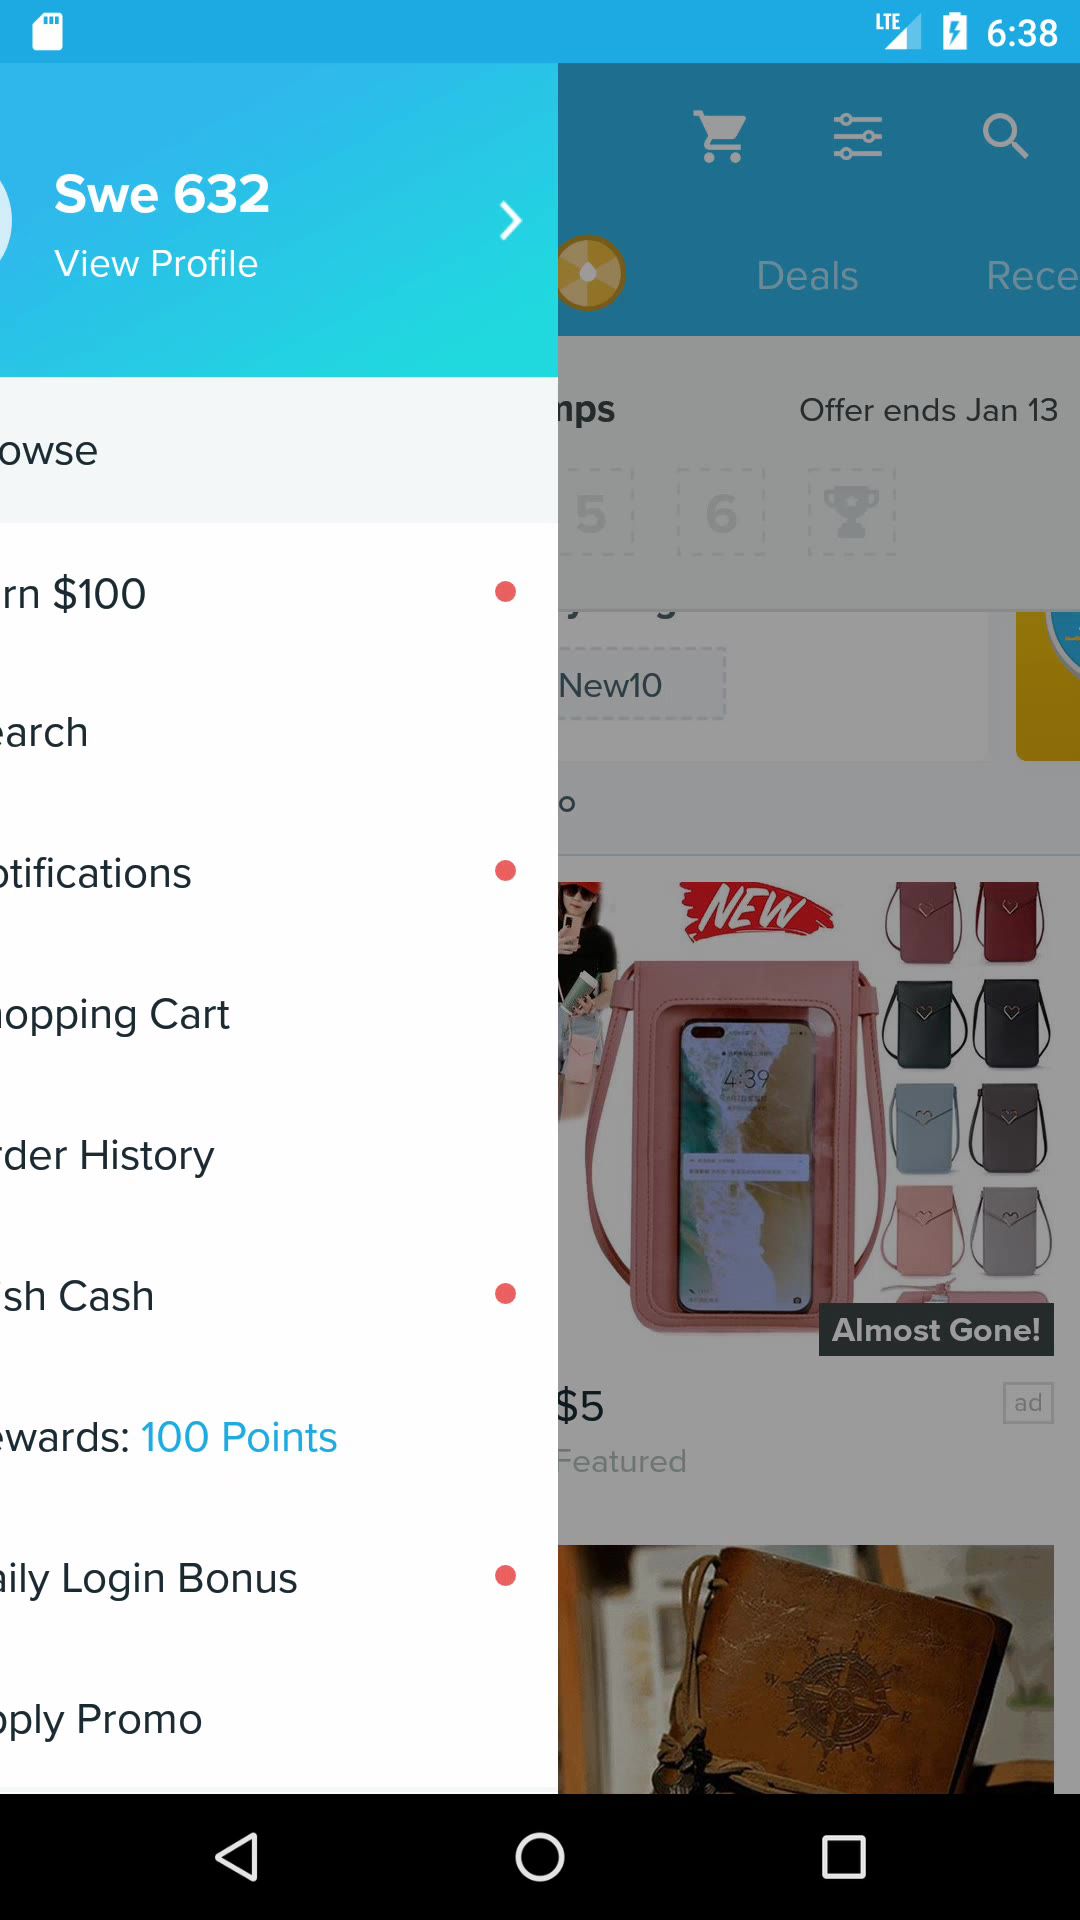 LTE 6:38
Swe 632
View Profile
Deals
Rece
mps
Offer ends Jan 13
owse
5 6
rn $100
New10
earch
otifications
NEW
hopping Cart
4:39
rder History
ish Cash
Almost Gone!
$5
ad
ewards: 100 Points
Featured
aily Login Bonus
pply Promo